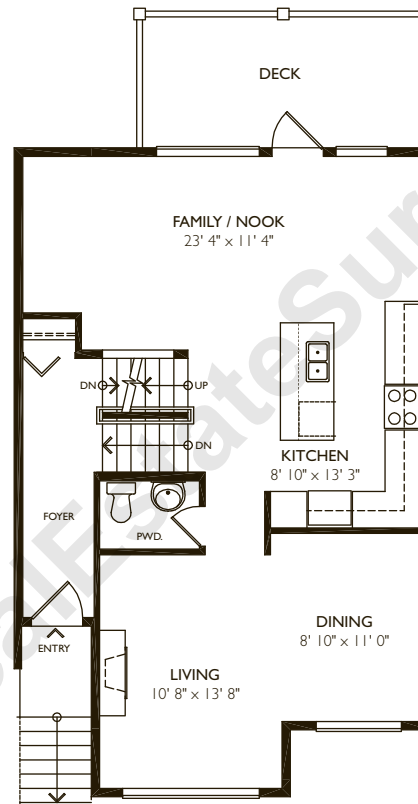 DECK
FAMILY / NOOK
23' 4" x 11' 4"
DN
UP
DN
KITCHEN
8' 10" x 13' 3"
FOYER
PWD.
ENTRY
DINING
8' 10" x 11' 0"
LIVING
10' 8" x 13' 8"
alEstateSur